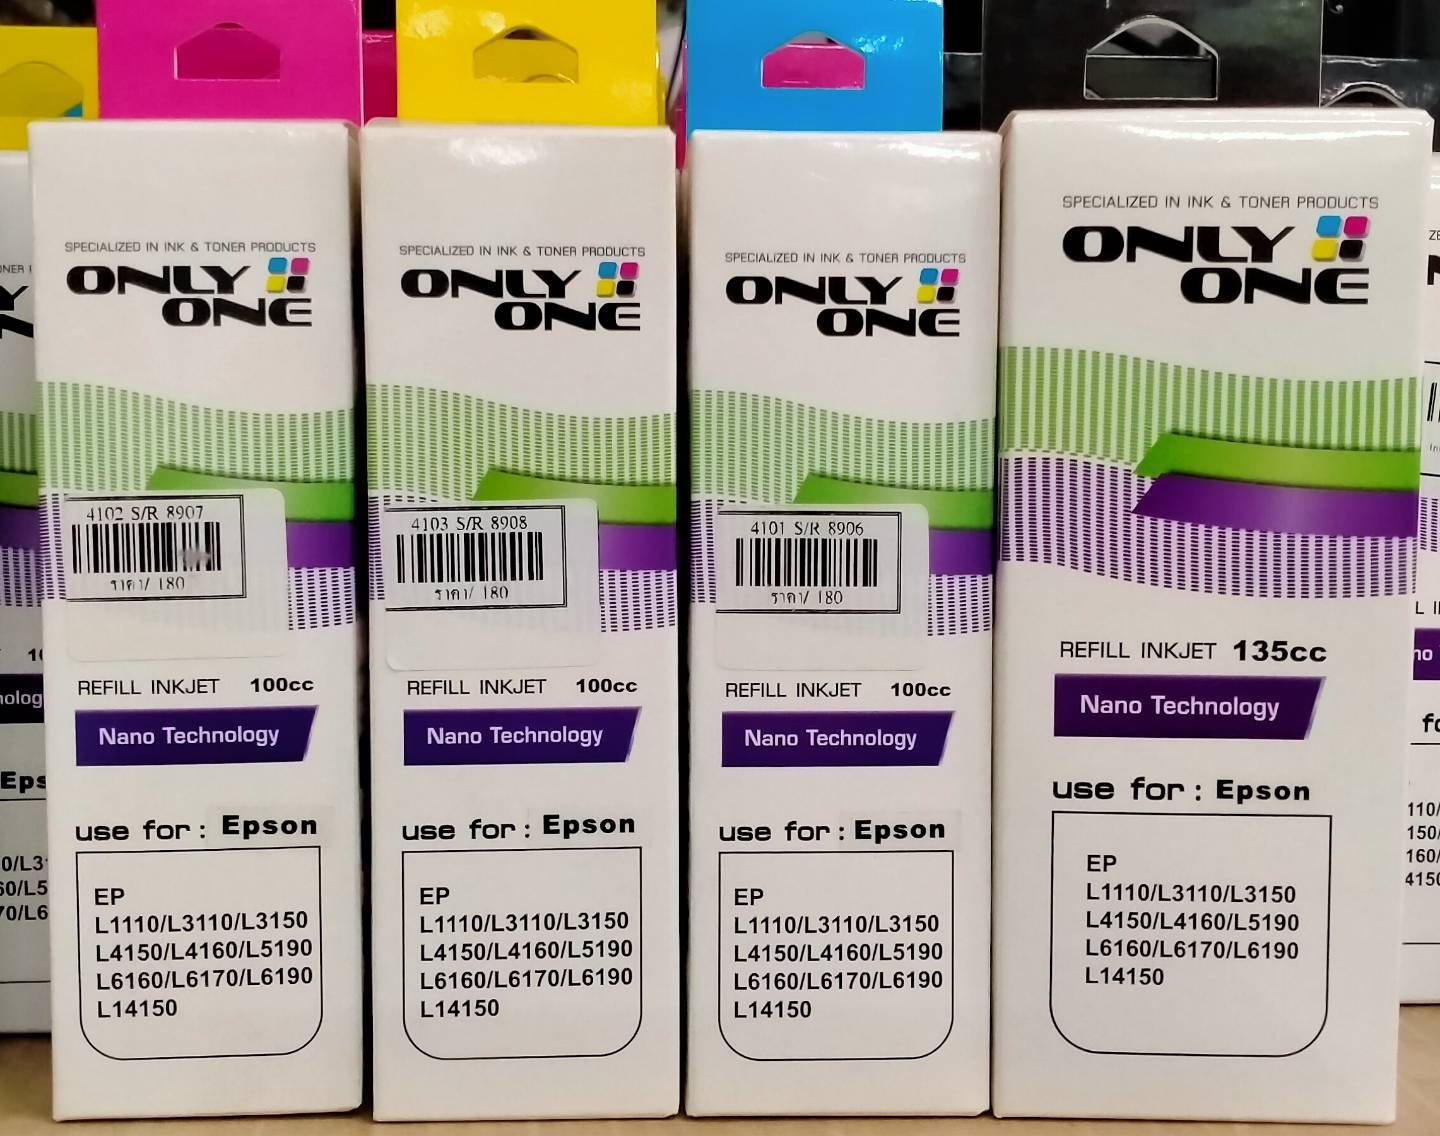 SPECIALIZED IN INK & TONER PRODUCTS
ONLY
ONE
4102 S/R 8907
ราคา/ 180
REFILL INKJET 100cc
Nano Technology
use for : Epson
EP
L1110/L3110/L3150
L4150/L4160/L5190
L6160/L6170/L6190
L14150
SPECIALIZED IN INK & TONER PRODUCTS
ONLY
ONE
4103 S/R 8908
ราคา/ 180
REFILL INKJET 100cc
Nano Technology
use for : Epson
EP
L1110/L3110/L3150
L4150/L4160/L5190
L6160/L6170/L6190
L14150
SPECIALIZED IN INK & TONER PRODUCTS
ONLY
ONE
4101 S/R 8906
ราคา/ 180
REFILL INKJET 100cc
Nano Technology
use for : Epson
EP
L1110/L3110/L3150
L4150/L4160/L5190
L6160/L6170/L6190
L14150
SPECIALIZED IN INK & TONER PRODUCTS
ONLY
ONE
REFILL INKJET 135cc
Nano Technology
use for : Epson
EP
L1110/L3110/L3150
L4150/L4160/L5190
L6160/L6170/L6190
L14150